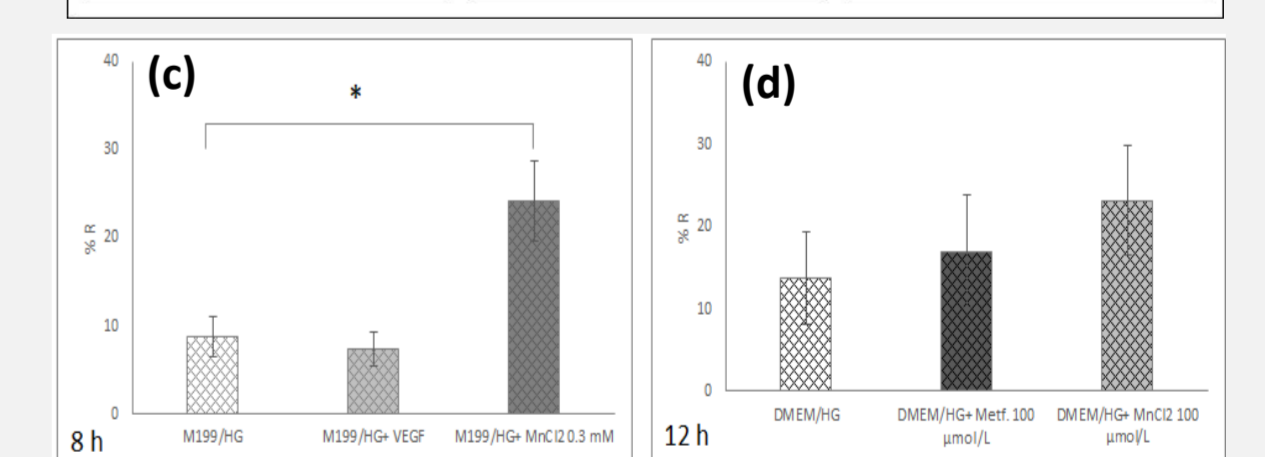 (c)
*
40
30
20
10
0
% R
M199/HG
M199/HG+ VEGF
M199/HG+ MnCl2 0.3 mM
8 h
(d)
40
30
20
10
0
% R
DMEM/HG
DMEM/HG+ Metf. 100
µmol/L
DMEM/HG+ MnCl2 100
µmol/L
12 h